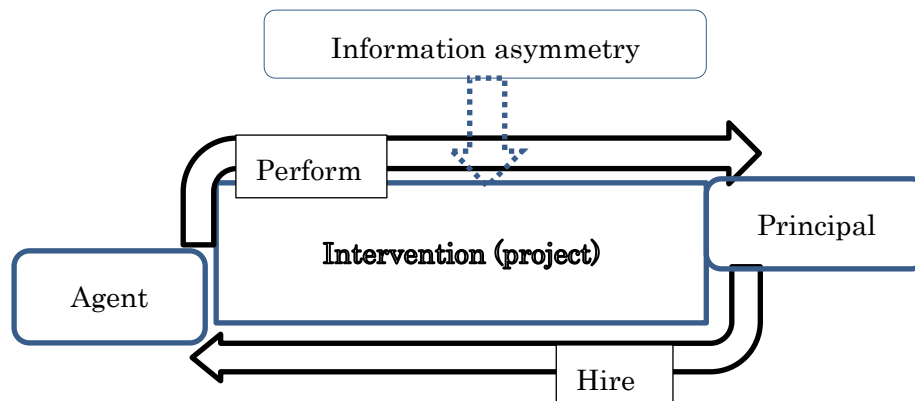 Information asymmetry
Perform
Principal
Intervention (project)
Agent
Hire